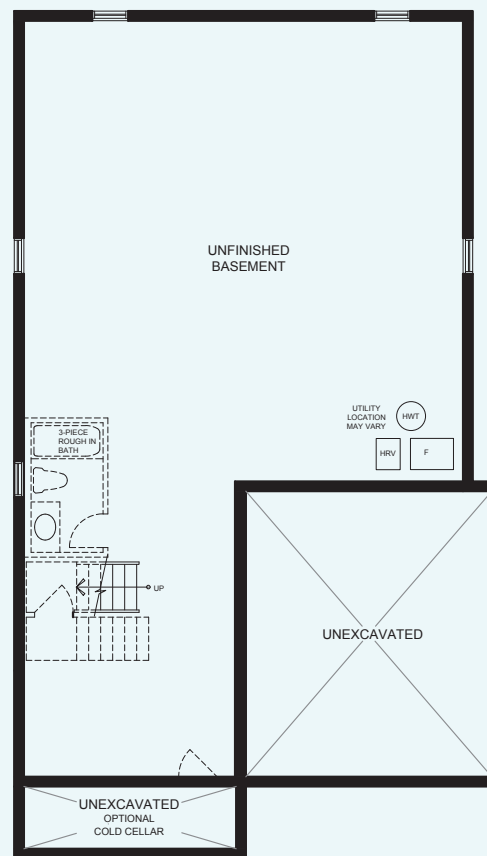 UNFINISHED
BASEMENT
UTILITY
LOCATION
MAY VARY
HWT
3-PIECE
ROUGH IN
BATH
HRV
F
UP
UNEXCAVATED
UNEXCAVATED
OPTIONAL
COLD CELLAR